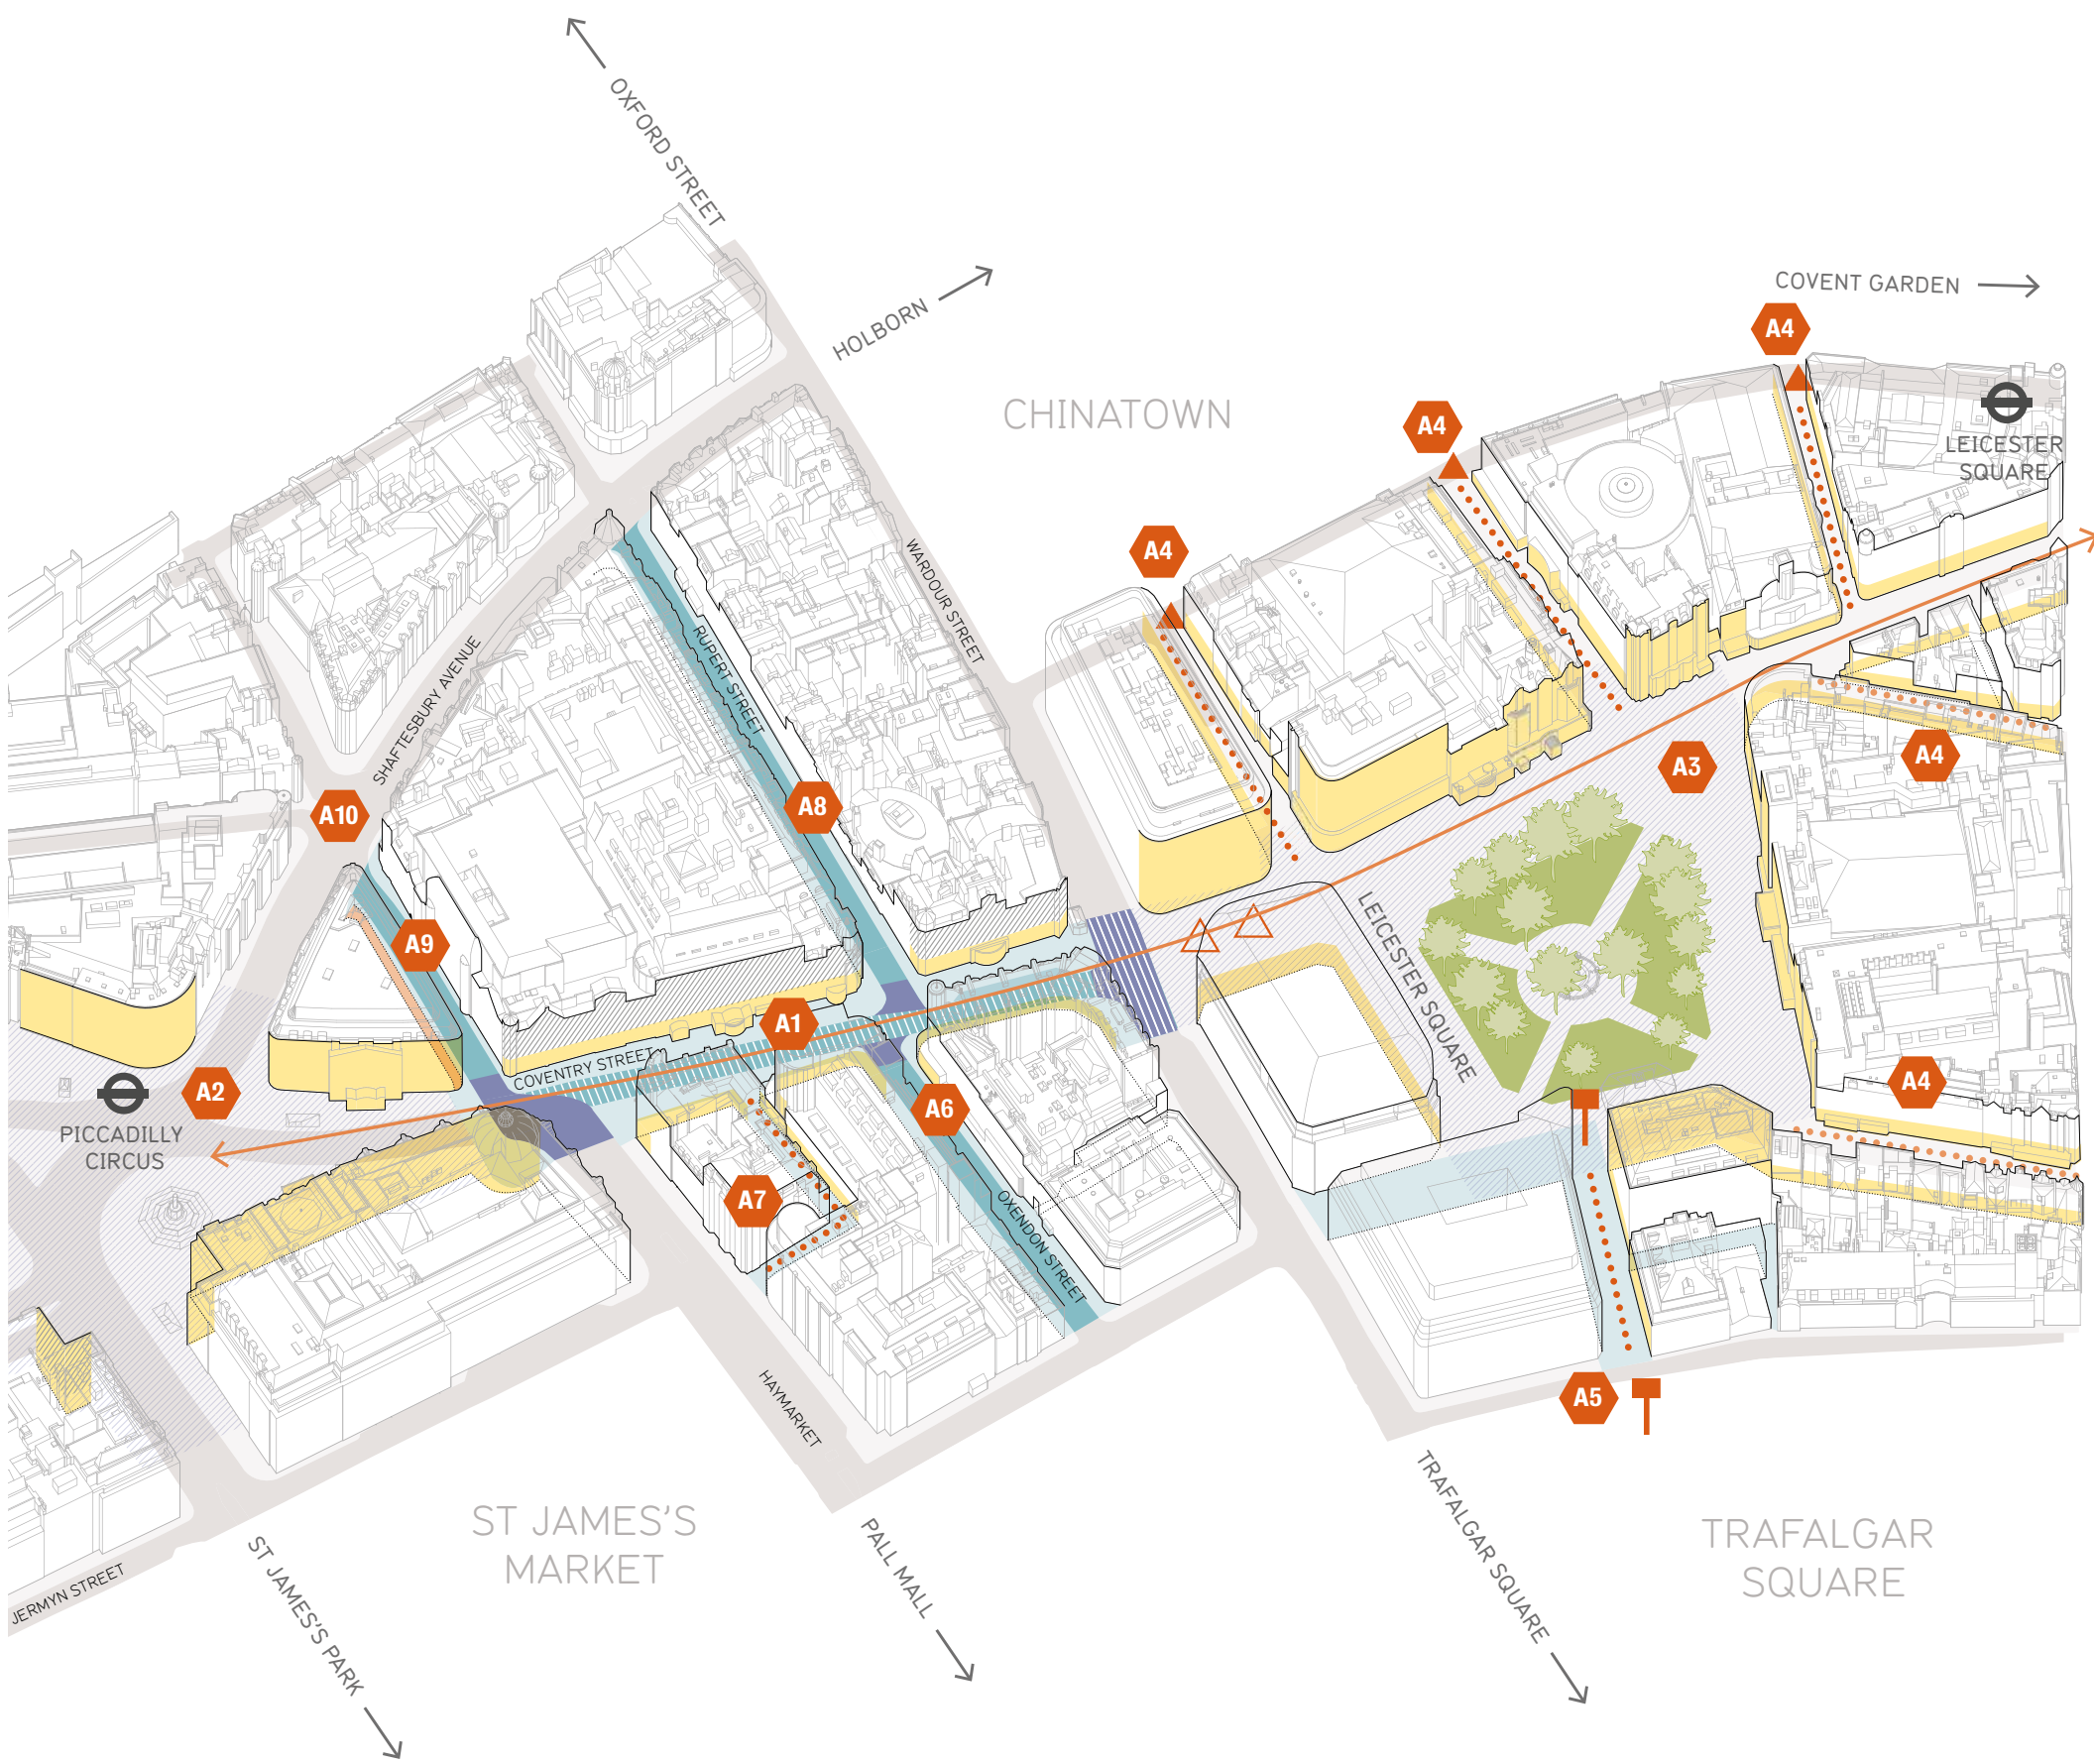 OXFORD STREET
HOLBORN
COVENT GARDEN
A4
CHINATOWN
A4
LEICESTER
SQUARE
A4
WARDOUR STREET
RUPERT STREET
SHAFTESBURY AVENUE
A4
A3
A10
A8
A9
LEICESTER SQUARE
A1
COVENTRY STREET
A4
A2
PICCADILLY
CIRCUS
A6
A7
OXENDON STREET
HAYMARKET
A5
ST JAMES'S
MARKET
TRAFALGAR
SQUARE
JERMYN STREET
ST JAMES'S PARK
PALL MALL
TRAFALGAR SQUARE